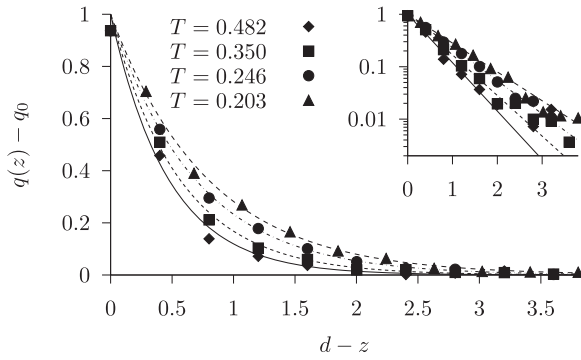 1
0.8
0.6
0.4
0.2
0
q(z) − q₀
0 0.5 1 1.5 2 2.5 3 3.5
d − z
T = 0.482
T = 0.350
T = 0.246
T = 0.203
1
0.1
0.01
0 1 2 3